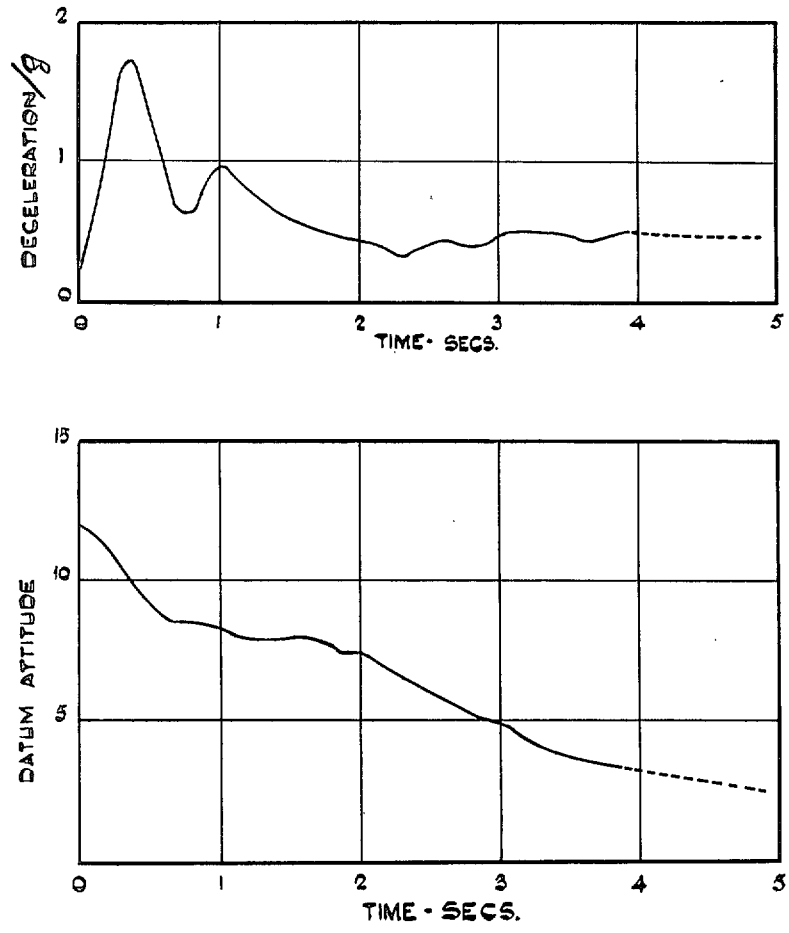 2
1
0
DECELERATION/g
0 1 2 3 4 5
TIME - SECS.
15
10
5
DATUM ATTITUDE
0 1 2 3 4 5
TIME - SECS.